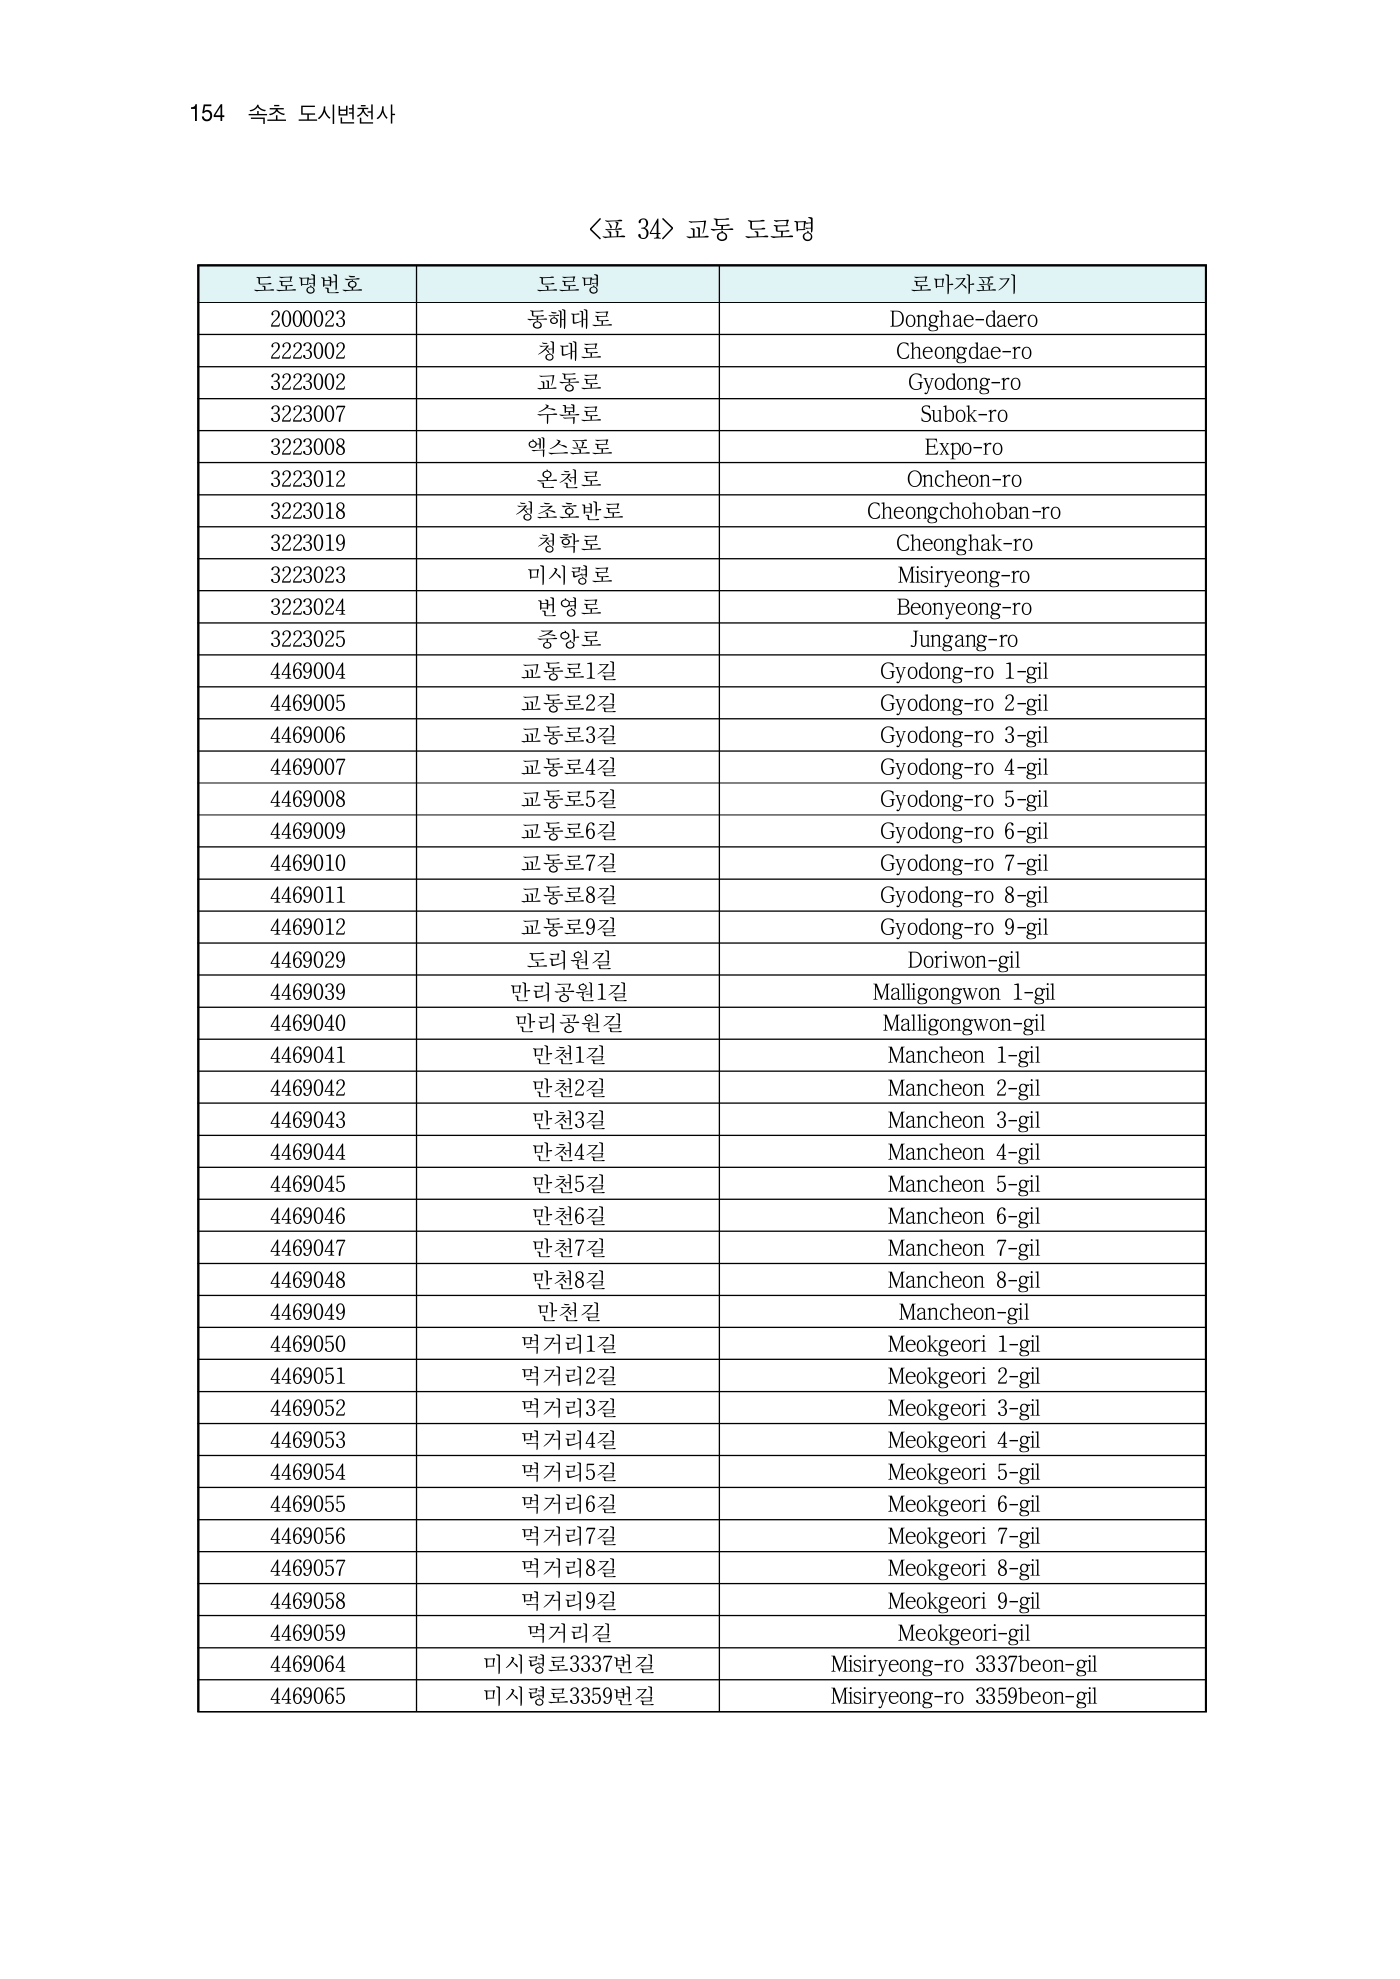 154 속초 도시변천사
<표 34> 교동 도로명
도로명번호 도로명 로마자표기
2000023 동해대로 Donghae-daero
2223002 청대로 Cheongdae-ro
3223002 교동로 Gyodong-ro
3223007 수복로 Subok-ro
3223008 엑스포로 Expo-ro
3223012 온천로 Oncheon-ro
3223018 청초호반로 Cheongchohoban-ro
3223019 청학로 Cheonghak-ro
3223023 미시령로 Misiryeong-ro
3223024 번영로 Beonyeong-ro
3223025 중앙로 Jungang-ro
4469004 교동로1길 Gyodong-ro 1-gil
4469005 교동로2길 Gyodong-ro 2-gil
4469006 교동로3길 Gyodong-ro 3-gil
4469007 교동로4길 Gyodong-ro 4-gil
4469008 교동로5길 Gyodong-ro 5-gil
4469009 교동로6길 Gyodong-ro 6-gil
4469010 교동로7길 Gyodong-ro 7-gil
4469011 교동로8길 Gyodong-ro 8-gil
4469012 교동로9길 Gyodong-ro 9-gil
4469029 도리원길 Doriwon-gil
4469039 만리공원1길 Malligongwon 1-gil
4469040 만리공원길 Malligongwon-gil
4469041 만천1길 Mancheon 1-gil
4469042 만천2길 Mancheon 2-gil
4469043 만천3길 Mancheon 3-gil
4469044 만천4길 Mancheon 4-gil
4469045 만천5길 Mancheon 5-gil
4469046 만천6길 Mancheon 6-gil
4469047 만천7길 Mancheon 7-gil
4469048 만천8길 Mancheon 8-gil
4469049 만천길 Mancheon-gil
4469050 먹거리1길 Meokgeori 1-gil
4469051 먹거리2길 Meokgeori 2-gil
4469052 먹거리3길 Meokgeori 3-gil
4469053 먹거리4길 Meokgeori 4-gil
4469054 먹거리5길 Meokgeori 5-gil
4469055 먹거리6길 Meokgeori 6-gil
4469056 먹거리7길 Meokgeori 7-gil
4469057 먹거리8길 Meokgeori 8-gil
4469058 먹거리9길 Meokgeori 9-gil
4469059 먹거리길 Meokgeori-gil
4469064 미시령로3337번길 Misiryeong-ro 3337beon-gil
4469065 미시령로3359번길 Misiryeong-ro 3359beon-gil